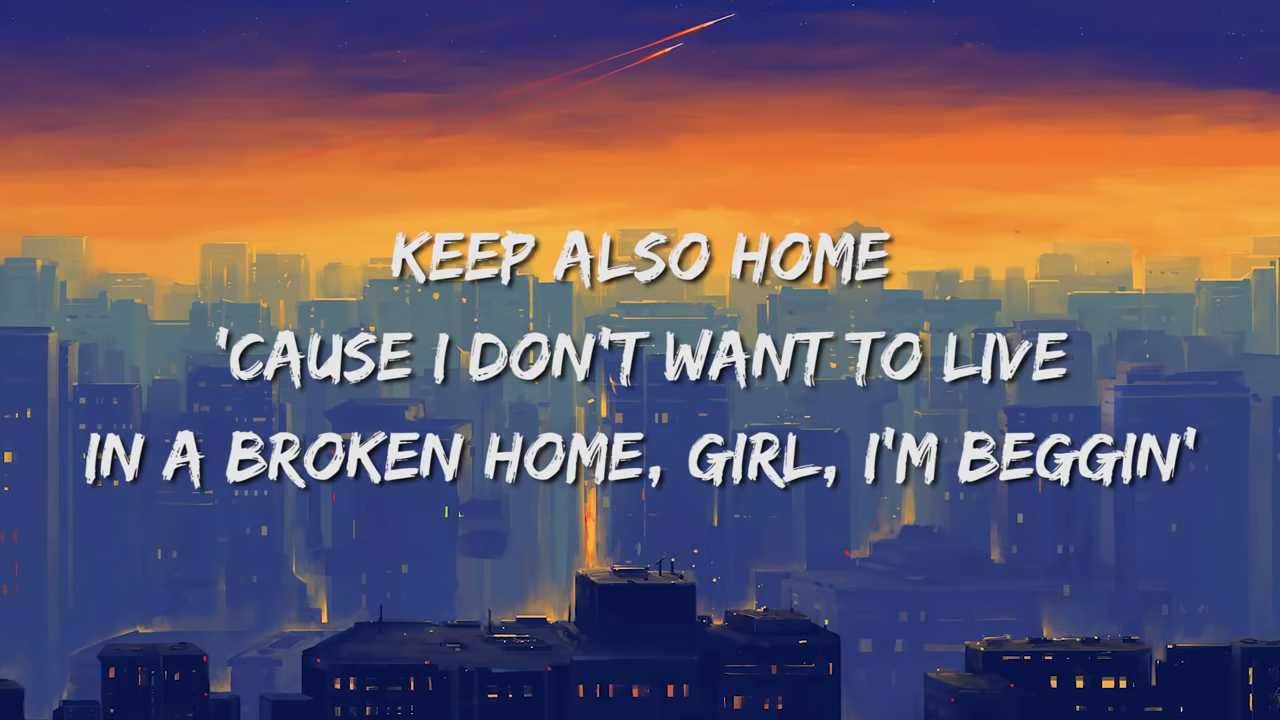 KEEP ALSO HOME
'CAUSE I DON'T WANT TO LIVE
IN A BROKEN HOME, GIRL, I'M BEGGIN'